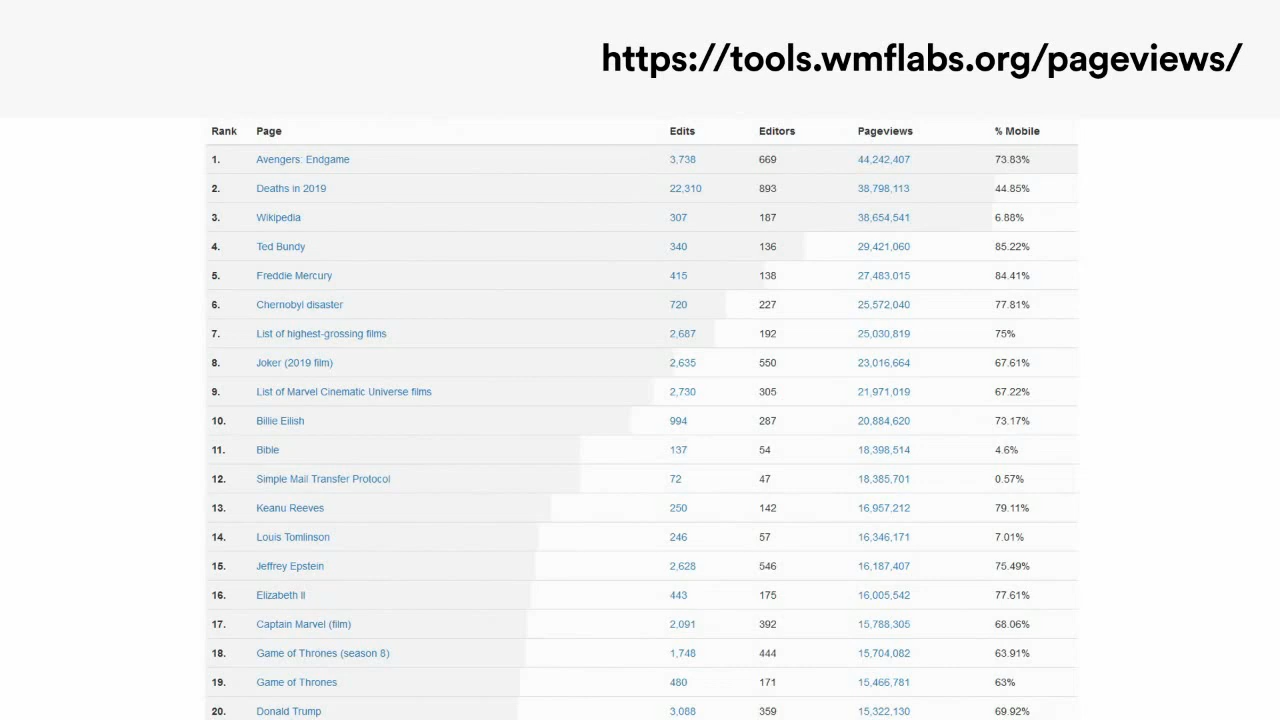 https://tools.wmflabs.org/pageviews/
Rank Page Edits Editors Pageviews % Mobile
1. Avengers: Endgame 3,738 669 44,242,407 73.83%
2. Deaths in 2019 22,310 893 38,798,113 44.85%
3. Wikipedia 307 187 38,654,541 6.88%
4. Ted Bundy 340 136 29,421,060 85.22%
5. Freddie Mercury 415 138 27,483,015 84.41%
6. Chernobyl disaster 720 227 25,572,040 77.81%
7. List of highest-grossing films 2,687 192 25,030,819 75%
8. Joker (2019 film) 2,635 550 23,016,664 67.61%
9. List of Marvel Cinematic Universe films 2,730 305 21,971,019 67.22%
10. Billie Eilish 994 287 20,884,620 73.17%
11. Bible 137 54 18,398,514 4.6%
12. Simple Mail Transfer Protocol 72 47 18,385,701 0.57%
13. Keanu Reeves 250 142 16,957,212 79.11%
14. Louis Tomlinson 246 57 16,346,171 7.01%
15. Jeffrey Epstein 2,628 546 16,187,407 75.49%
16. Elizabeth II 443 175 16,005,542 77.61%
17. Captain Marvel (film) 2,091 392 15,788,305 68.06%
18. Game of Thrones (season 8) 1,748 444 15,704,082 63.91%
19. Game of Thrones 480 171 15,466,781 63%
20. Donald Trump 3,088 359 15,322,130 69.92%